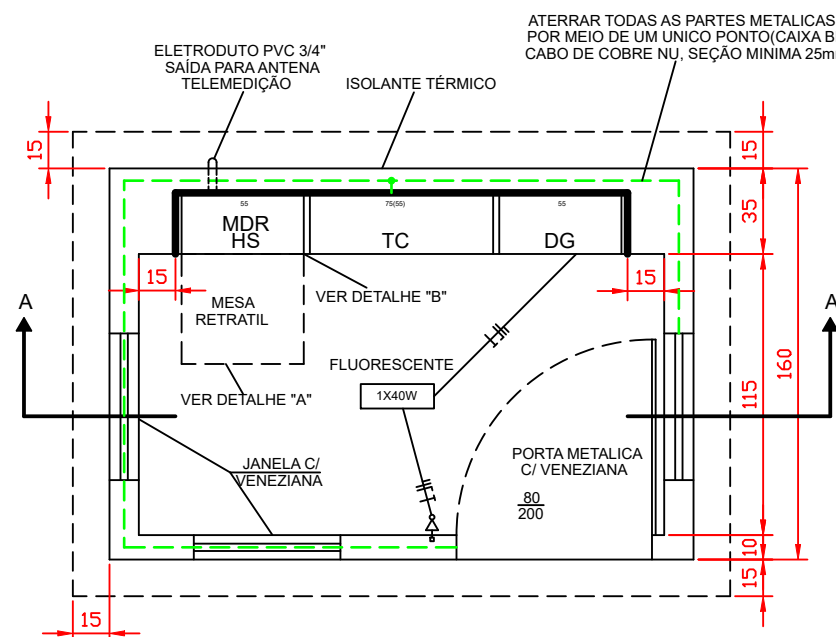 ATERRAR TODAS AS PARTES METALICAS
POR MEIO DE UM UNICO PONTO(CAIXA B
CABO DE COBRE NU, SEÇÃO MINIMA 25m
ELETRODUTO PVC 3/4"
SAÍDA PARA ANTENA
TELEMEDIÇÃO
ISOLANTE TÉRMICO
15
15
55
75(55)
55
MDR
HS
TC
DG
35
15
15
A
A
MESA
RETRATIL
VER DETALHE "B"
FLUORESCENTE
1X40W
VER DETALHE "A"
115
160
JANELA C/
VENEZIANA
PORTA METALICA
C/ VENEZIANA
80
200
10
15
15